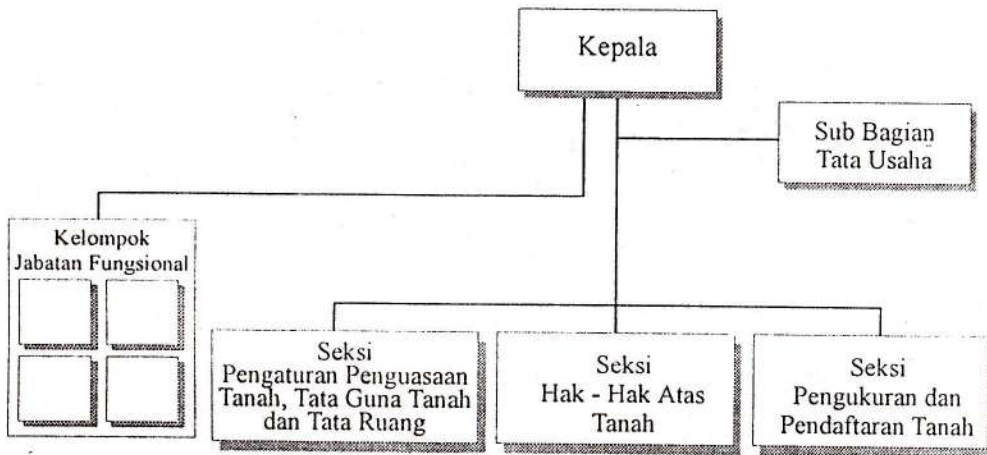 Kepala
Sub Bagian
Tata Usaha
Kelompok
Jabatan Fungsional
Seksi
Pengaturan Penguasaan
Tanah, Tata Guna Tanah
dan Tata Ruang
Seksi
Hak - Hak Atas
Tanah
Seksi
Pengukuran dan
Pendaftaran Tanah